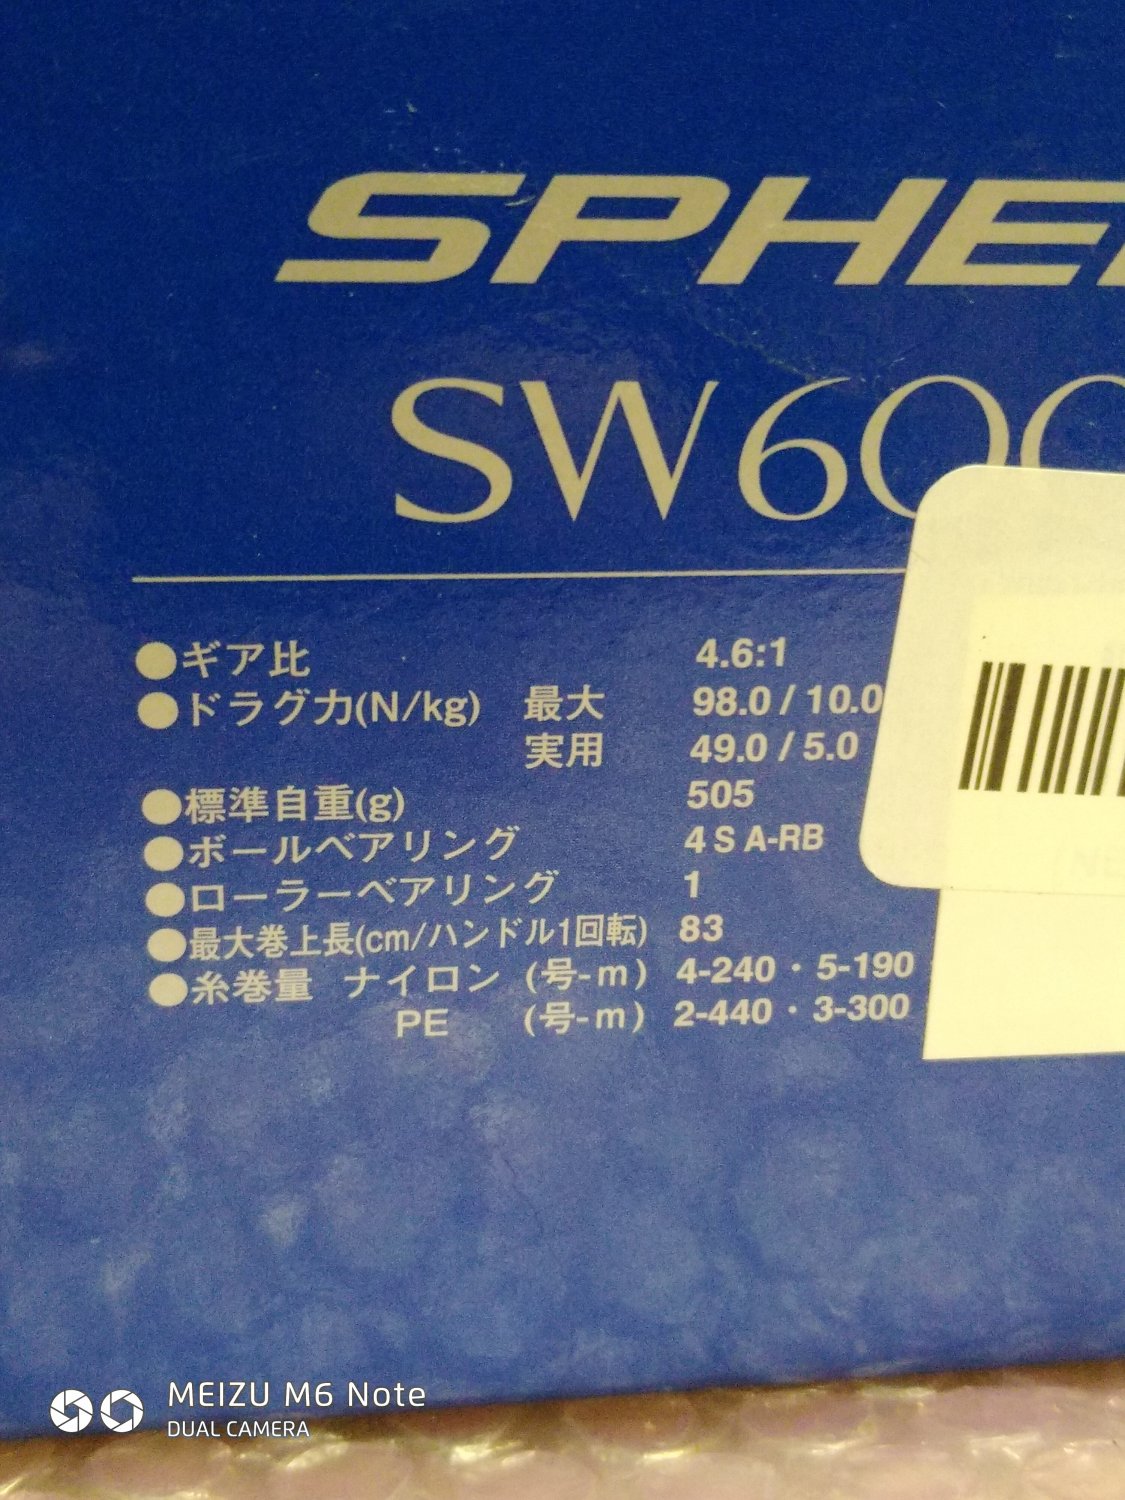 SPHE
SW600
●ギア比 4.6:1
●ドラグ力(N/kg) 最大 98.0 / 10.0
実用 49.0 / 5.0
●標準自重(g) 505
●ボールベアリング 4 S A-RB
●ローラーベアリング 1
●最大巻上長(cm/ハンドル1回転) 83
●糸巻量 ナイロン (号-m) 4-240・5-190
PE (号-m) 2-440・3-300
MEIZU M6 Note
DUAL CAMERA